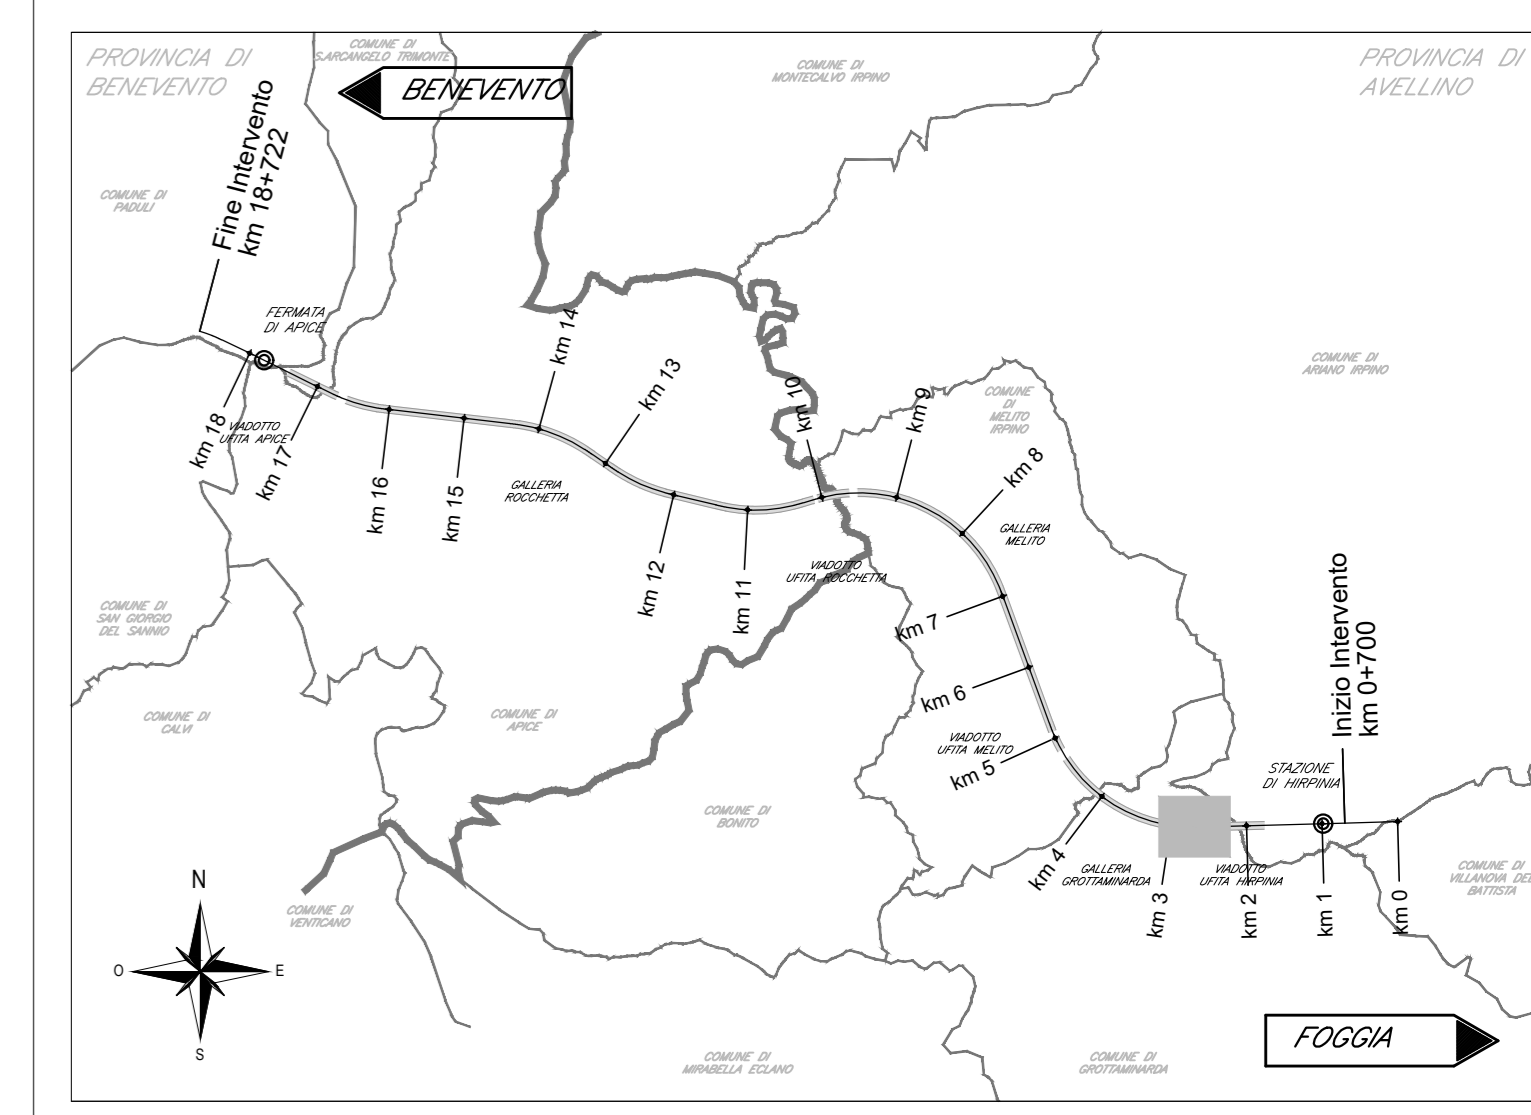 PROVINCIA DI
BENEVENTO
COMUNE DI
S.ARCANGELO TRIMONTE
BENEVENTO
COMUNE DI
MONTECALVO IRPINO
PROVINCIA DI
AVELLINO
Fine Intervento
km 18+722
COMUNE DI
PADULI
FERMATA
DI APICE
km 14
km 13
km 10
km 9
COMUNE
DI
MELITO
IRPINO
COMUNE DI
ARIANO IRPINO
km 18
VIADOTTO
UFITA APICE
km 17
km 16
km 15
GALLERIA
ROCCHETTA
km 8
GALLERIA
MELITO
km 12
km 11
VIADOTTO
UFITA ROCCHETTA
km 7
COMUNE DI
SAN GIORGIO
DEL SANNIO
Inizio Intervento
km 0+700
km 6
COMUNE DI
CALVI
COMUNE DI
APICE
VIADOTTO
UFITA MELITO
km 5
STAZIONE
DI HIRPINIA
COMUNE DI
BONITO
km 4
GALLERIA
GROTTAMINARDA
VIADOTTO
UFITA HIRPINIA
km 3
km 2
km 1
km 0
COMUNE DI
VILLANOVA DEL
BATTISTA
COMUNE DI
VENTICANO
N
O
E
S
COMUNE DI
MIRABELLA ECLANO
COMUNE DI
GROTTAMINARDA
FOGGIA